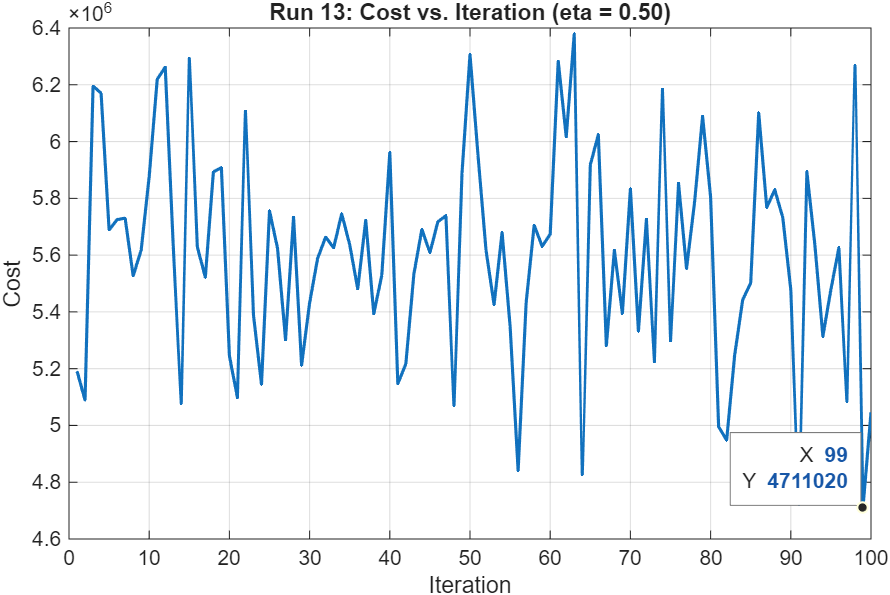 Run 13: Cost vs. Iteration (eta = 0.50)
×10⁶
6.4
6.2
6
5.8
5.6
5.4
5.2
5
4.8
4.6
Cost
X 99
Y 4711020
0 10 20 30 40 50 60 70 80 90 100
Iteration